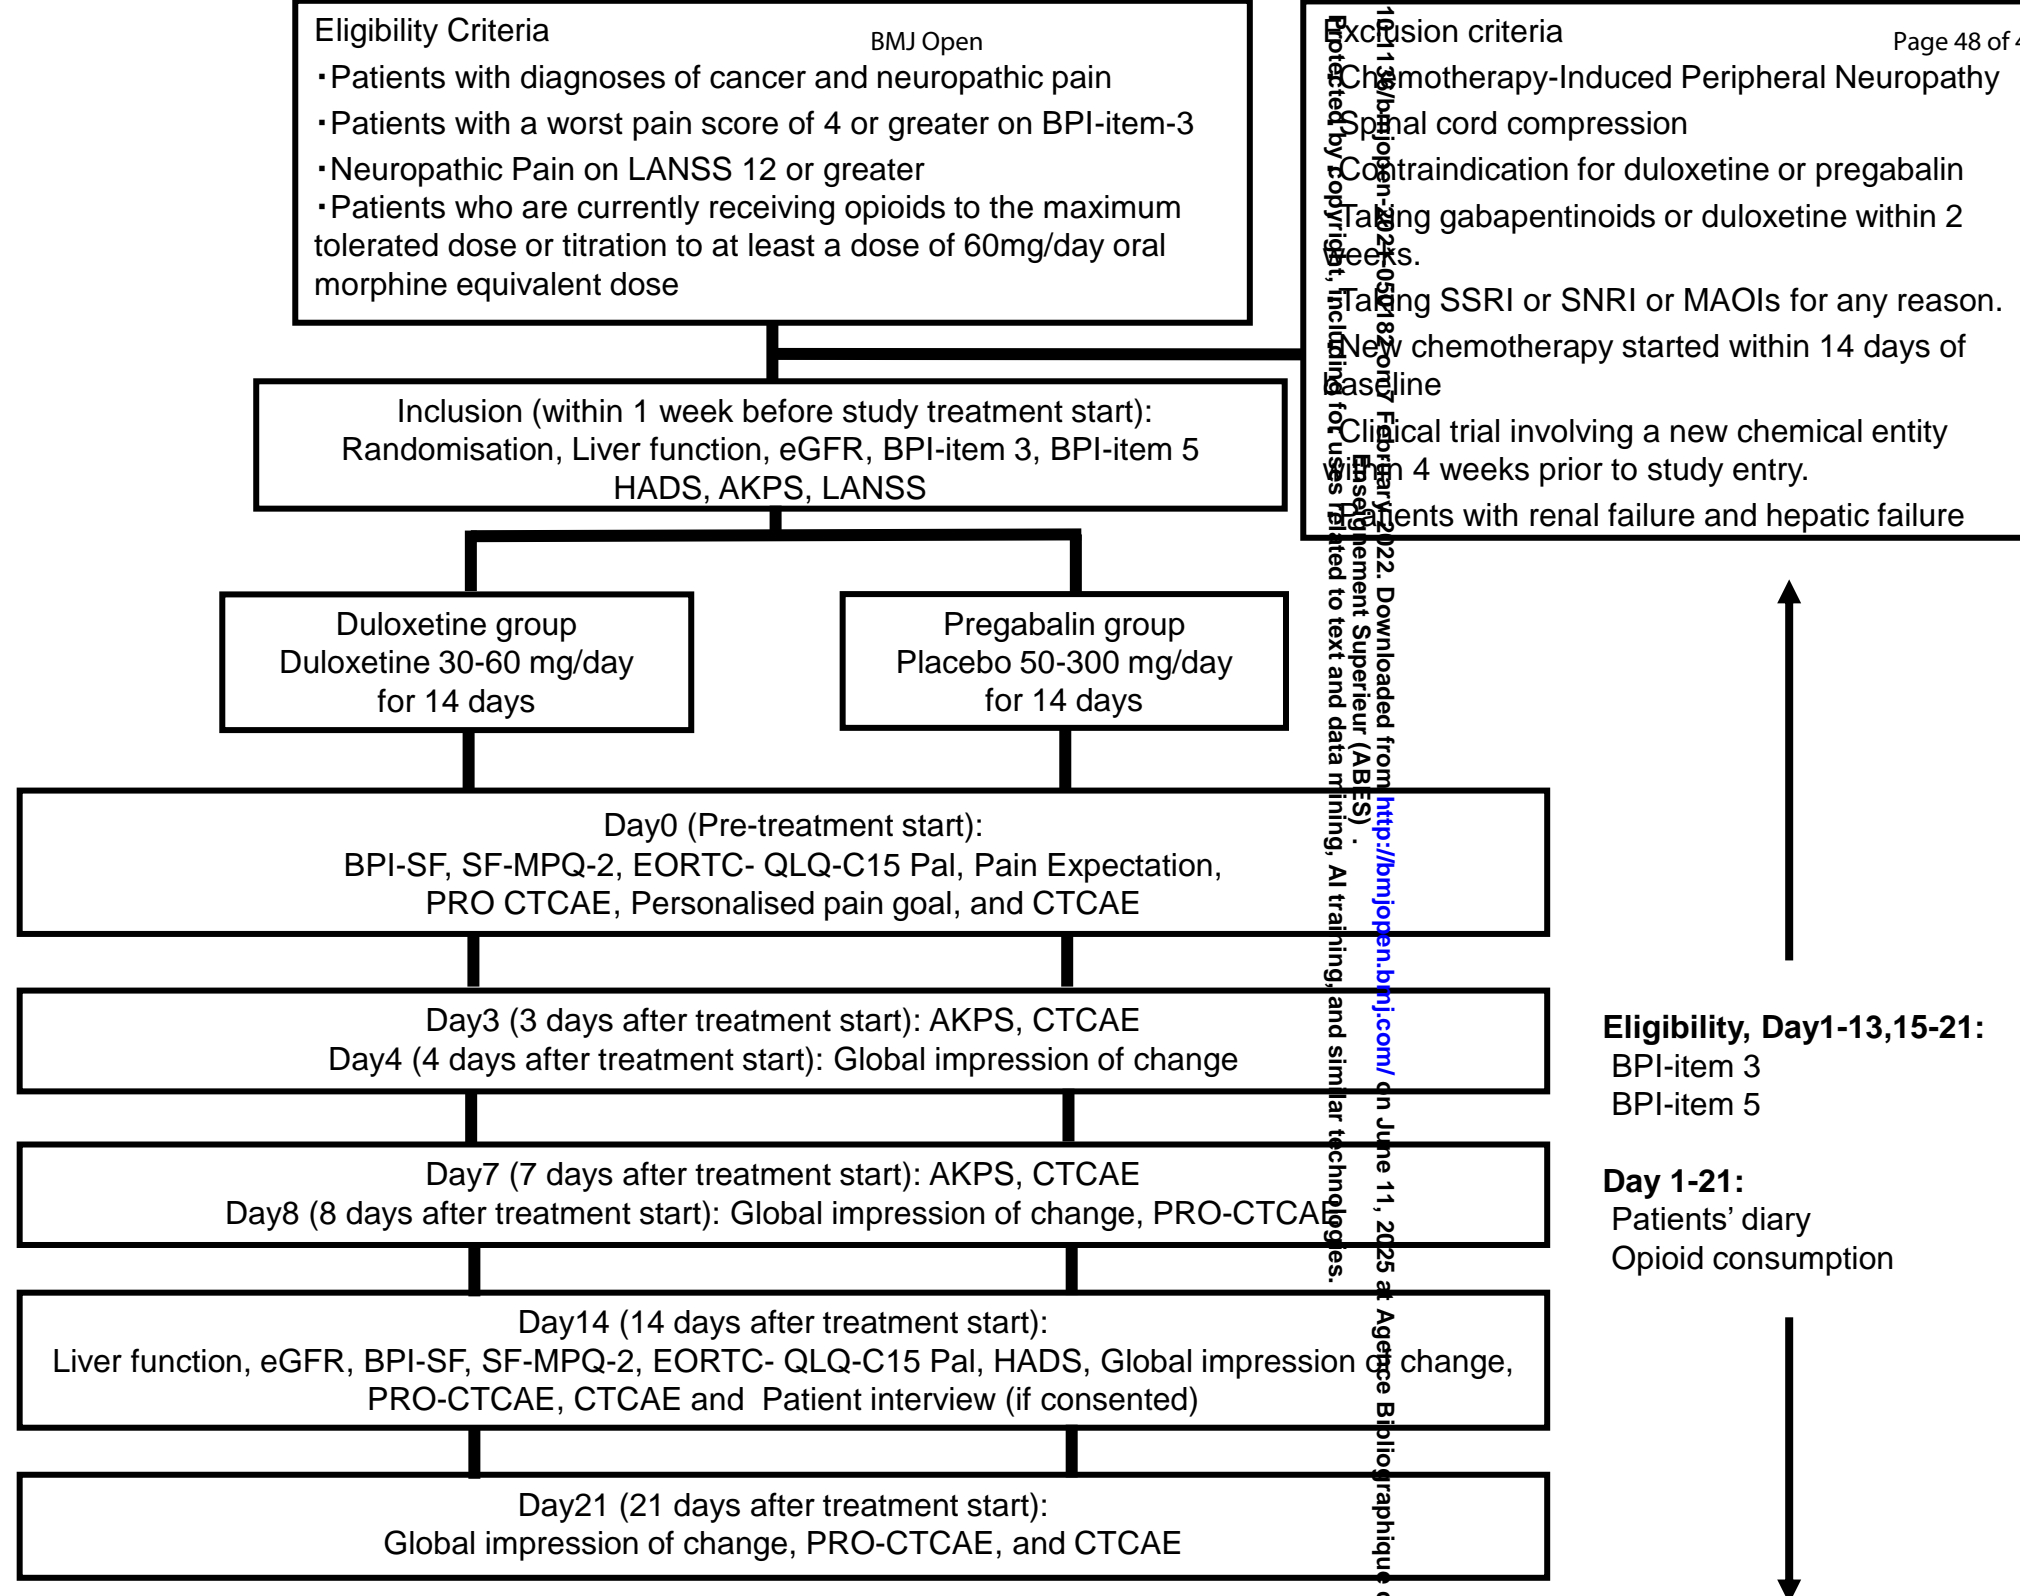 Eligibility Criteria
BMJ Open
・Patients with diagnoses of cancer and neuropathic pain
・Patients with a worst pain score of 4 or greater on BPI-item-3
・Neuropathic Pain on LANSS 12 or greater
・Patients who are currently receiving opioids to the maximum
tolerated dose or titration to at least a dose of 60mg/day oral
morphine equivalent dose
Exclusion criteria
Page 48 of 4
Chemotherapy-Induced Peripheral Neuropathy
Spinal cord compression
Contraindication for duloxetine or pregabalin
Taking gabapentinoids or duloxetine within 2
weeks.
Taking SSRI or SNRI or MAOIs for any reason.
New chemotherapy started within 14 days of
baseline
Clinical trial involving a new chemical entity
within 4 weeks prior to study entry.
Patients with renal failure and hepatic failure
Inclusion (within 1 week before study treatment start):
Randomisation, Liver function, eGFR, BPI-item 3, BPI-item 5
HADS, AKPS, LANSS
Duloxetine group
Duloxetine 30-60 mg/day
for 14 days
Pregabalin group
Placebo 50-300 mg/day
for 14 days
Day0 (Pre-treatment start):
BPI-SF, SF-MPQ-2, EORTC- QLQ-C15 Pal, Pain Expectation,
PRO CTCAE, Personalised pain goal, and CTCAE
Day3 (3 days after treatment start): AKPS, CTCAE
Day4 (4 days after treatment start): Global impression of change
Day7 (7 days after treatment start): AKPS, CTCAE
Day8 (8 days after treatment start): Global impression of change, PRO-CTCAE
Day14 (14 days after treatment start):
Liver function, eGFR, BPI-SF, SF-MPQ-2, EORTC- QLQ-C15 Pal, HADS, Global impression of change,
PRO-CTCAE, CTCAE and Patient interview (if consented)
Day21 (21 days after treatment start):
Global impression of change, PRO-CTCAE, and CTCAE
Eligibility, Day1-13,15-21:
BPI-item 3
BPI-item 5
Day 1-21:
Patients’ diary
Opioid consumption
10.1136/bmjopen-2021-050182 on 7 February 2022. Downloaded from http://bmjopen.bmj.com/ on June 11, 2025 at Agence Bibliographique
Enseignement Superieur (ABES) .
Protected by copyright, including for uses related to text and data mining, AI training, and similar technologies.